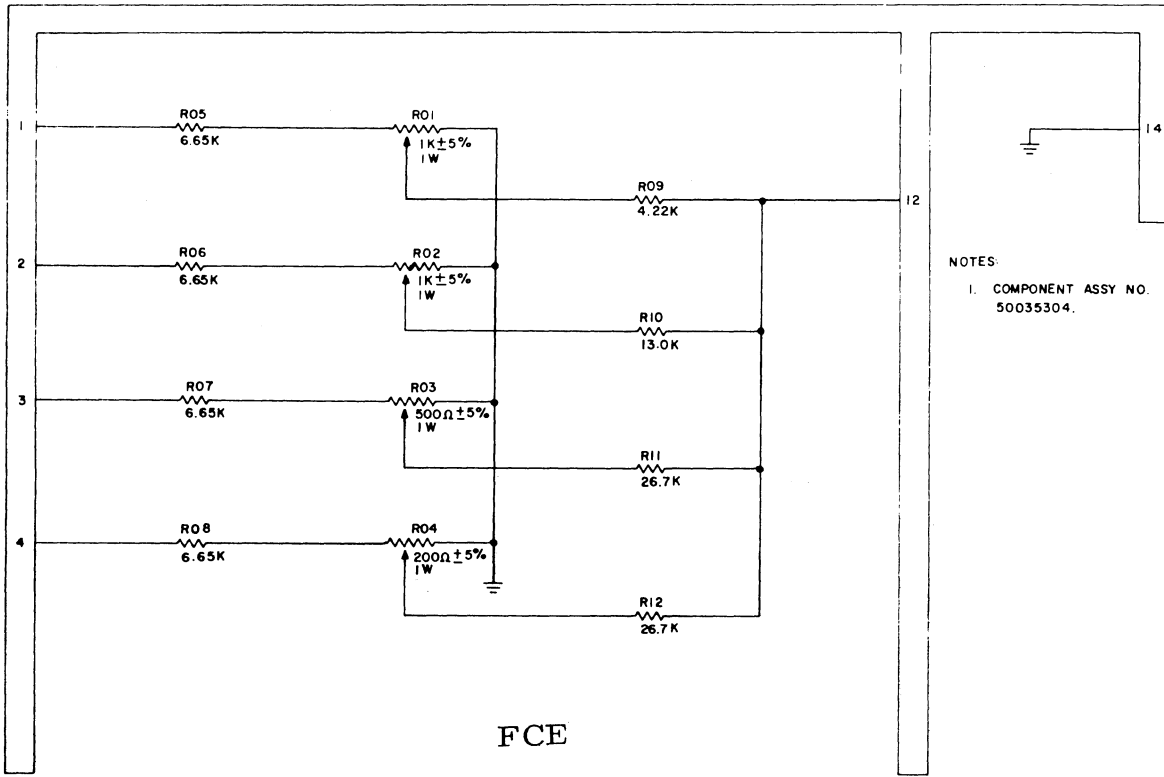 1
R05
6.65K
R01
1K±5%
1W
R09
4.22K
12
14
2
R06
6.65K
R02
1K±5%
1W
R10
13.0K
NOTES:
1. COMPONENT ASSY NO.
50035304.
3
R07
6.65K
R03
500Ω±5%
1W
R11
26.7K
4
R08
6.65K
R04
200Ω±5%
1W
R12
26.7K
FCE